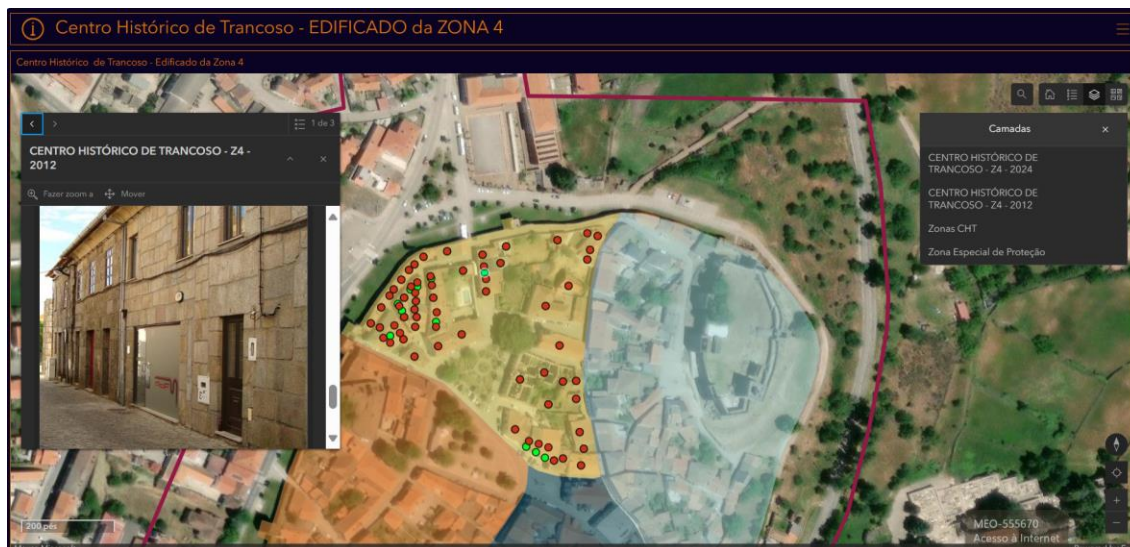 Centro Histórico de Trancoso - EDIFICADO da ZONA 4
Centro Histórico de Trancoso - Edificado da Zona 4
1 de 3
CENTRO HISTÓRICO DE TRANCOSO - Z4 -
2012
Fazer zoom a
Mover
Camadas
CENTRO HISTÓRICO DE
TRANCOSO - Z4 - 2024
CENTRO HISTÓRICO DE
TRANCOSO - Z4 - 2012
Zonas CHT
Zona Especial de Proteção
200 pés
MEO-555670
Acesso à Internet